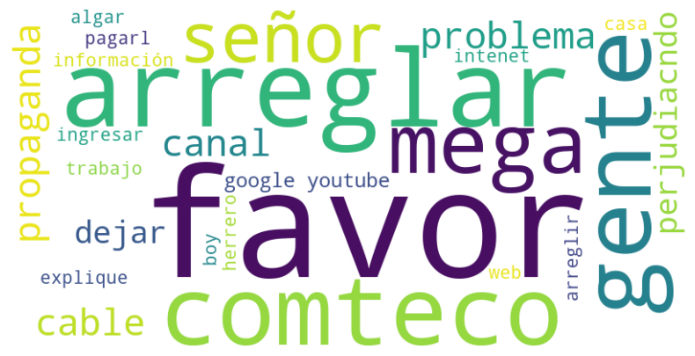 algar
pagarl
información
señor
problema
casa
intenet
arreglar
propaganda
gente
perjudiacndo
ingresar
canal
mega
trabajo
google youtube
favor
dejar
boy
herrero
arreglir
explique
web
comteco
cable